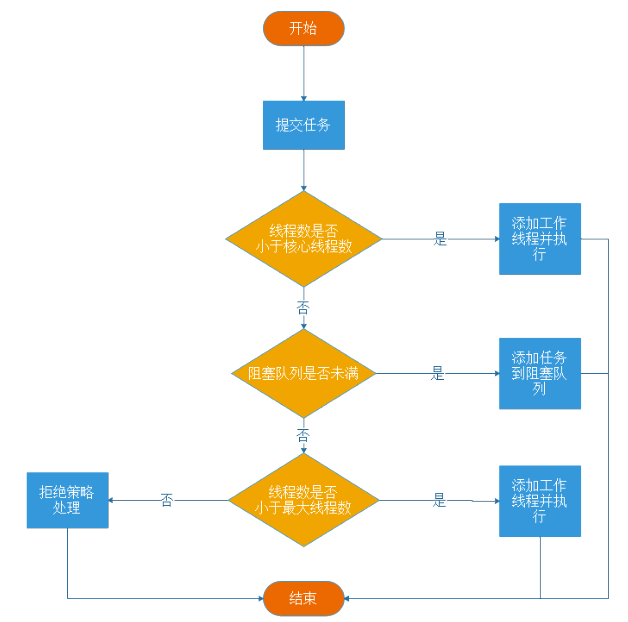 开始
提交任务
线程数是否
小于核心线程数
是
添加工作
线程并执
行
否
阻塞队列是否未满
是
添加任务
到阻塞队
列
否
线程数是否
小于最大线程数
是
添加工作
线程并执
行
否
拒绝策略
处理
结束